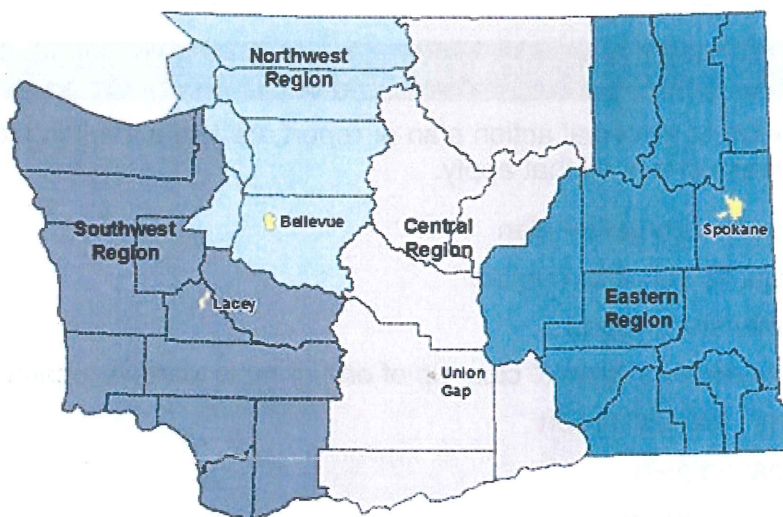 Northwest
Region
Southwest
Region
Bellevue
Central
Region
Spokane
Lacey
Eastern
Region
Union
Gap